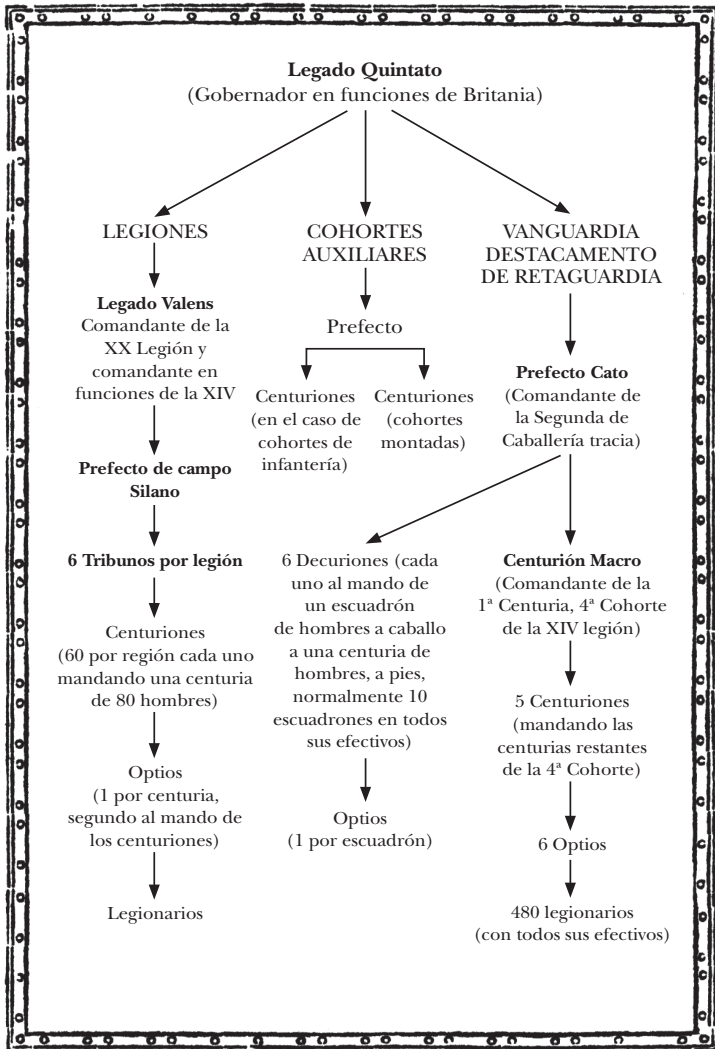 Legado Quintato
(Gobernador en funciones de Britania)
LEGIONES
Legado Valens
Comandante de la
XX Legión y
comandante en
funciones de la XIV
Prefecto de campo
Silano
6 Tribunos por legión
Centuriones
(60 por región cada uno
mandando una centuria
de 80 hombres)
Optios
(1 por centuria,
segundo al mando de
los centuriones)
Legionarios
COHORTES
AUXILIARES
Prefecto
Centuriones
(en el caso de
cohortes de
infantería)
Centuriones
(cohortes
montadas)
VANGUARDIA
DESTACAMENTO
DE RETAGUARDIA
Prefecto Cato
(Comandante de
la Segunda de
Caballería tracia)
6 Decuriones (cada
uno al mando de
un escuadrón
de hombres a caballo
a una centuria de
hombres, a pies,
normalmente 10
escuadrones en todos
sus efectivos)
Optios
(1 por escuadrón)
Centurión Macro
(Comandante de la
1ª Centuria, 4ª Cohorte
de la XIV legión)
5 Centuriones
(mandando las
centurias restantes
de la 4ª Cohorte)
6 Optios
480 legionarios
(con todos sus efectivos)